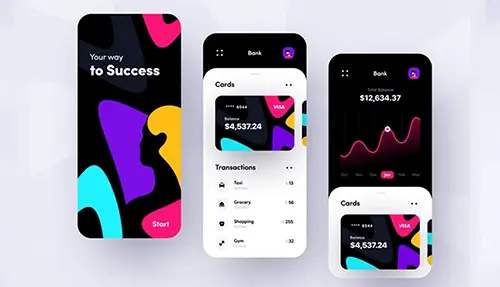 Your way
to Success
Start
Bank
Cards
**** 6544
VISA
Balance
$4,537.24
Transactions
Taxi
$ 13
Grocery
$ 56
Shopping
$ 255
Gym
$ 32
Bank
Total Balance
$12,634.37
Oct
Nov
Dec
Jan
Feb
Mar
Cards
**** 6544
VISA
Balance
$4,537.24